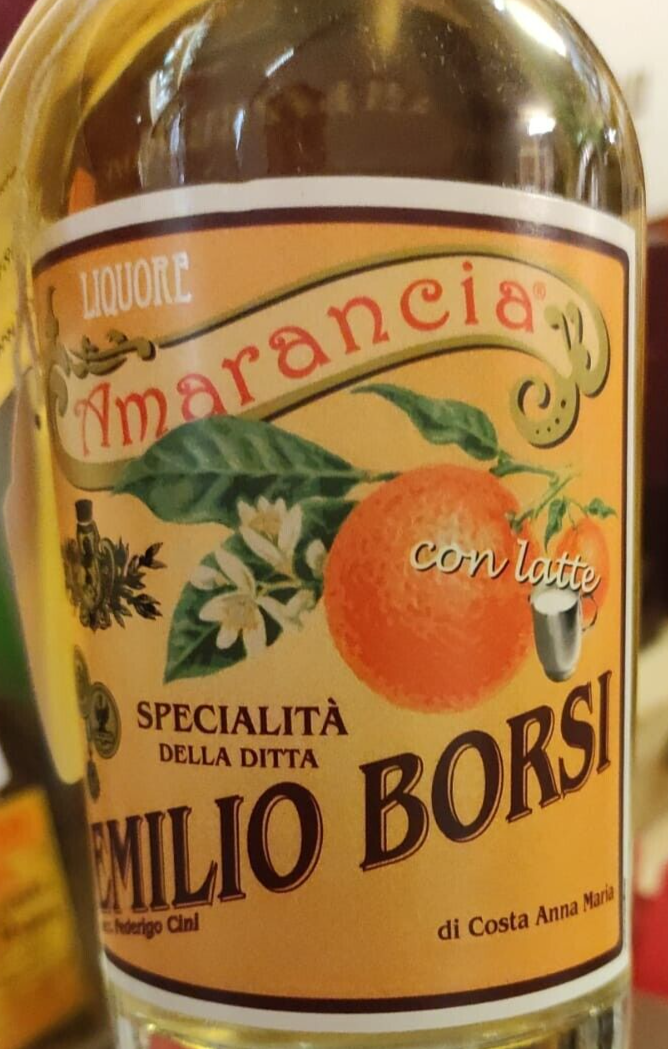 LIQUORE
Amarancia®
con latte
SPECIALITÀ
DELLA DITTA
EMILIO BORSI
Federigo Cini
di Costa Anna Maria